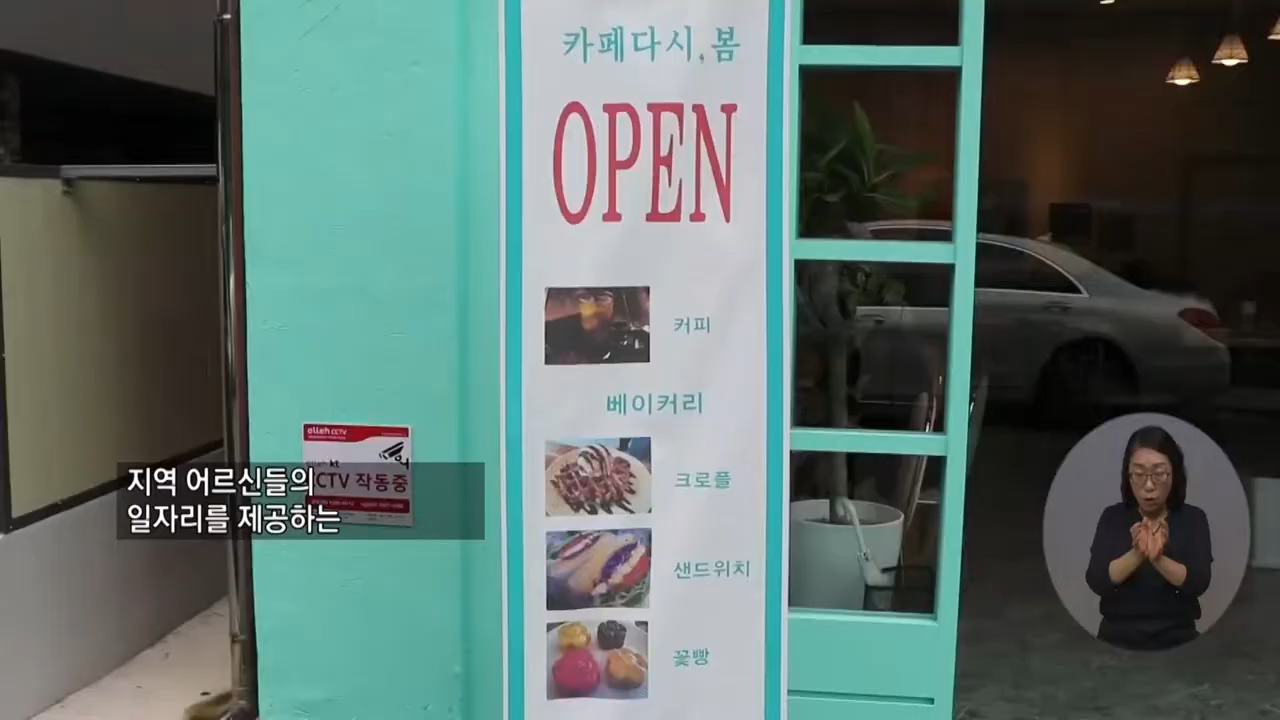 카페다시,봄
OPEN
커피
베이커리
크로플
샌드위치
꽃빵
olleh CCTV
kt
CCTV 작동중
지역 어르신들의
일자리를 제공하는